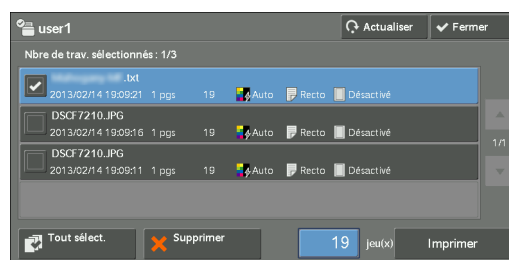 user1
Actualiser
Fermer
Nbre de trav. sélectionnés : 1/3
.txt
2013/02/14 19:09:21 1 pgs 19 Auto Recto Désactivé
DSCF7210.JPG
2013/02/14 19:09:16 1 pgs 19 Auto Recto Désactivé
DSCF7210.JPG
2013/02/14 19:09:11 1 pgs 19 Auto Recto Désactivé
1/1
Tout sélect.
Supprimer
19 jeu(x)
Imprimer